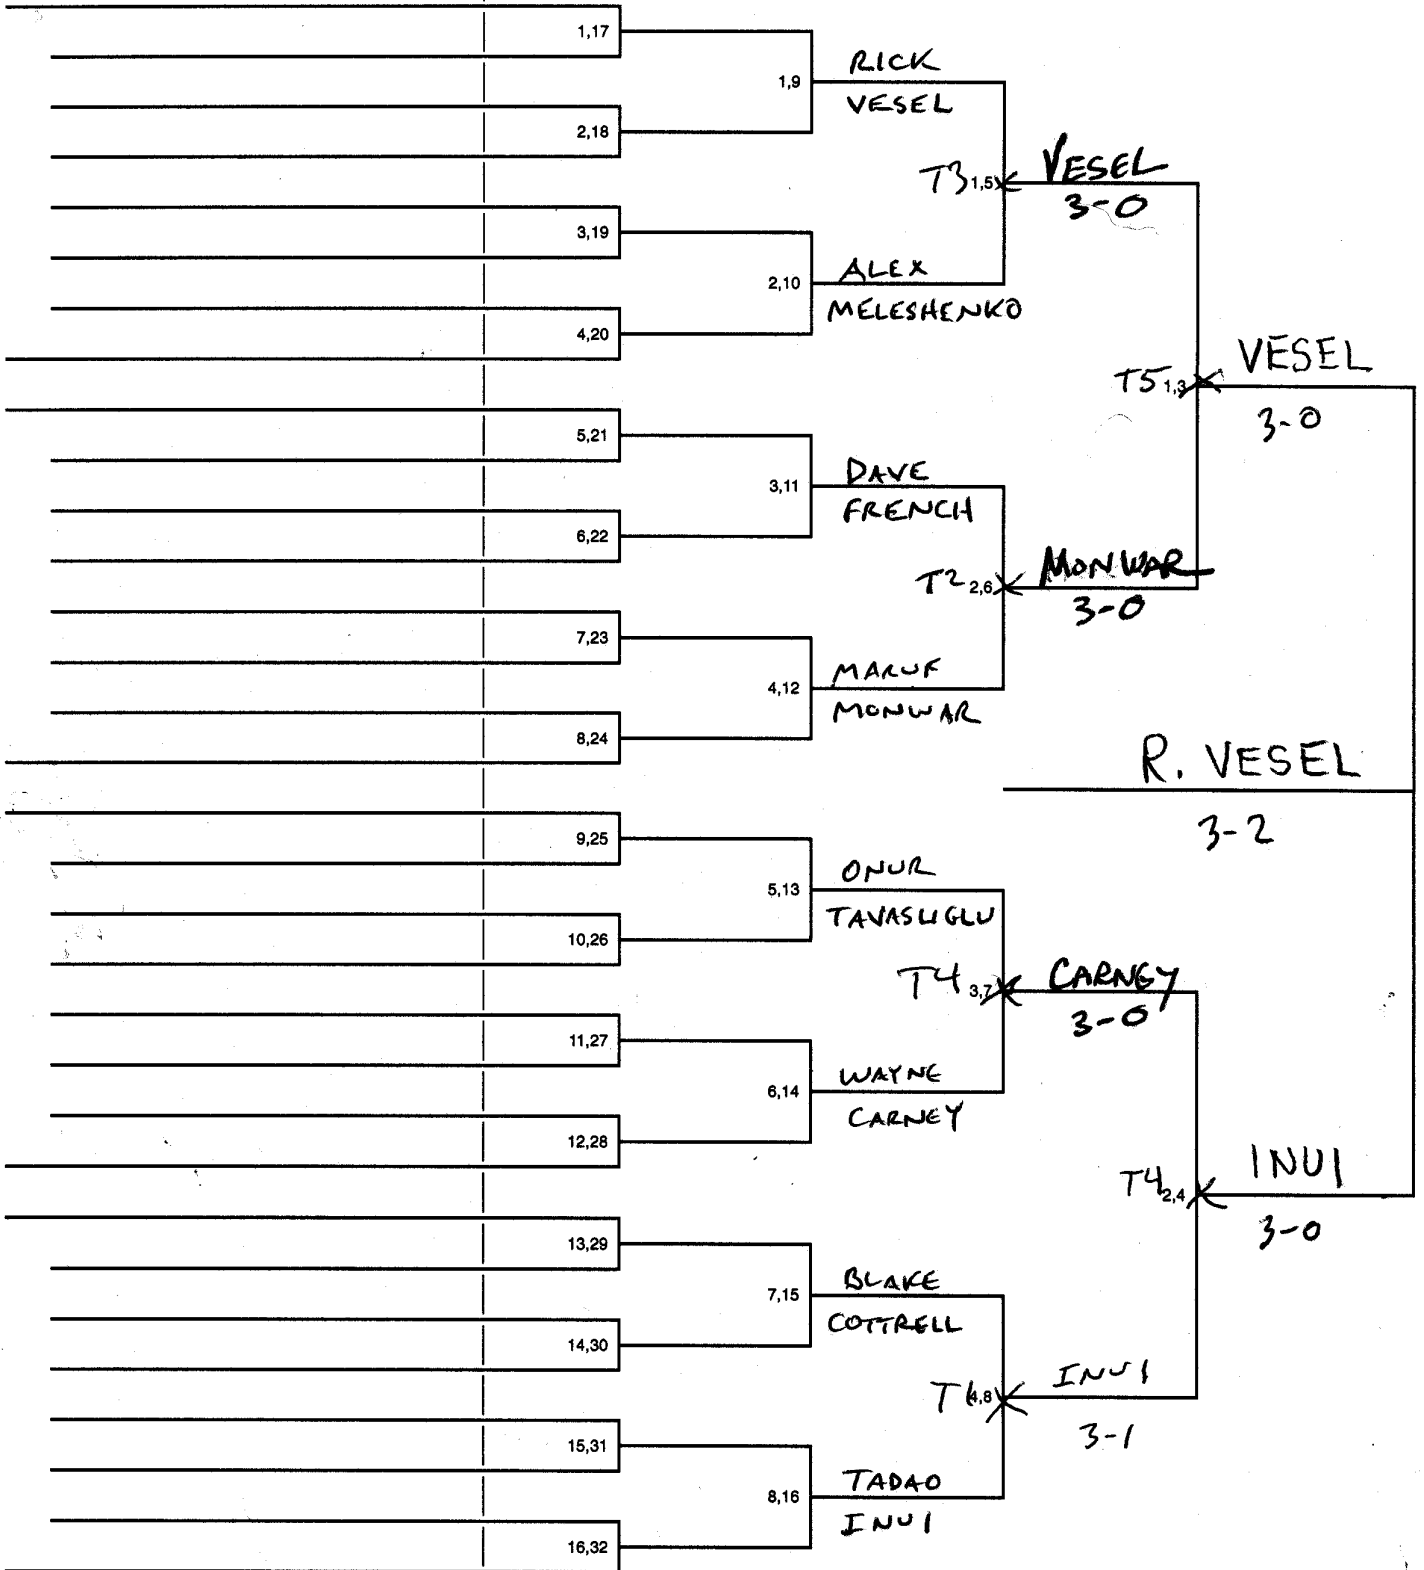 1,17
RICK
1,9
VESEL
2,18
VESEL
T3 1,5
3-0
3,19
ALEX
2,10
MELESHENKO
4,20
VESEL
T5 1,3
3-0
5,21
DAVE
3,11
FRENCH
6,22
MONWAR
T2 2,6
3-0
7,23
MARUF
4,12
MONWAR
8,24
R. VESEL
3-2
9,25
ONUR
5,13
TAVASLIGLU
10,26
CARNEY
T4 3,7
3-0
11,27
WAYNE
6,14
CARNEY
12,28
INUI
T4 2,4
3-0
13,29
BLAKE
7,15
COTTRELL
14,30
INUI
T1 4,8
3-1
15,31
TADAO
8,16
INUI
16,32